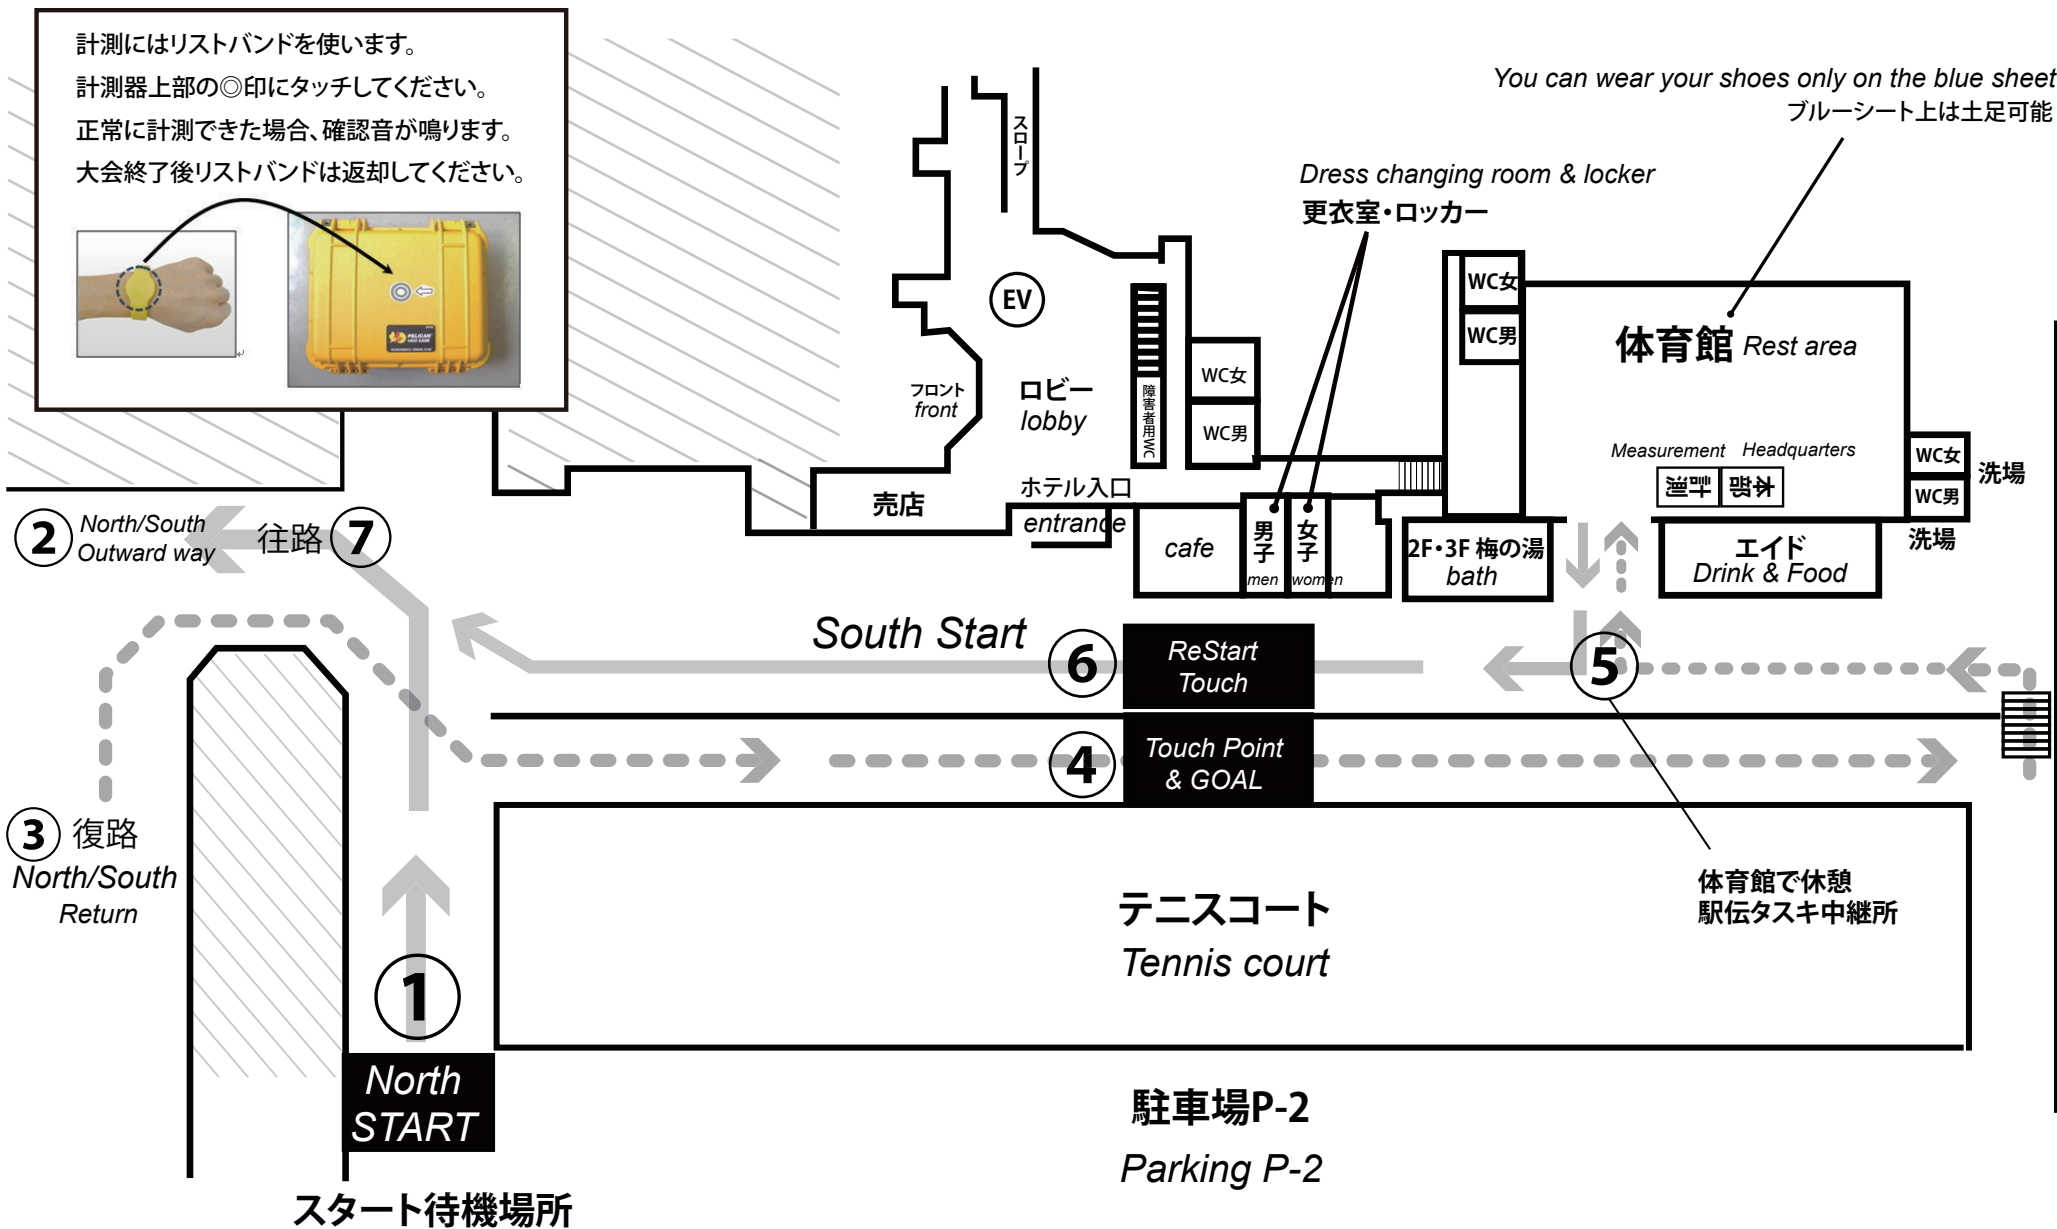 計測にはリストバンドを使います。
計測器上部の◎印にタッチしてください。
正常に計測できた場合、確認音が鳴ります。
大会終了後リストバンドは返却してください。
PELICAN
You can wear your shoes only on the blue sheet
ブルーシート上は土足可能
スロープ
Dress changing room & locker
更衣室・ロッカー
EV
WC女
WC男
体育館 Rest area
フロント
front
ロビー
lobby
障害者用WC
WC女
WC男
Measurement Headquarters
計測 本部
WC女
WC男
洗場
洗場
売店
ホテル入口
entrance
cafe
男子
men
女子
women
2F・3F 梅の湯
bath
エイド
Drink & Food
② North/South
Outward way
往路 ⑦
South Start
⑥
ReStart
Touch
⑤
④
Touch Point
& GOAL
③ 復路
North/South
Return
体育館で休憩
駅伝タスキ中継所
テニスコート
Tennis court
①
North
START
駐車場P-2
Parking P-2
スタート待機場所